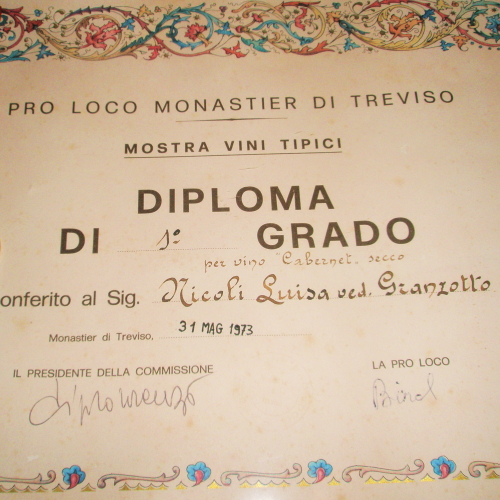 PRO LOCO MONASTIER DI TREVISO
MOSTRA VINI TIPICI
DIPLOMA
DI 1° GRADO
per vino "Cabernet" secco
onferito al Sig. Nicoli Luisa ved. Granzotto
Monastier di Treviso, 31 MAG 1973
IL PRESIDENTE DELLA COMMISSIONE
LA PRO LOCO